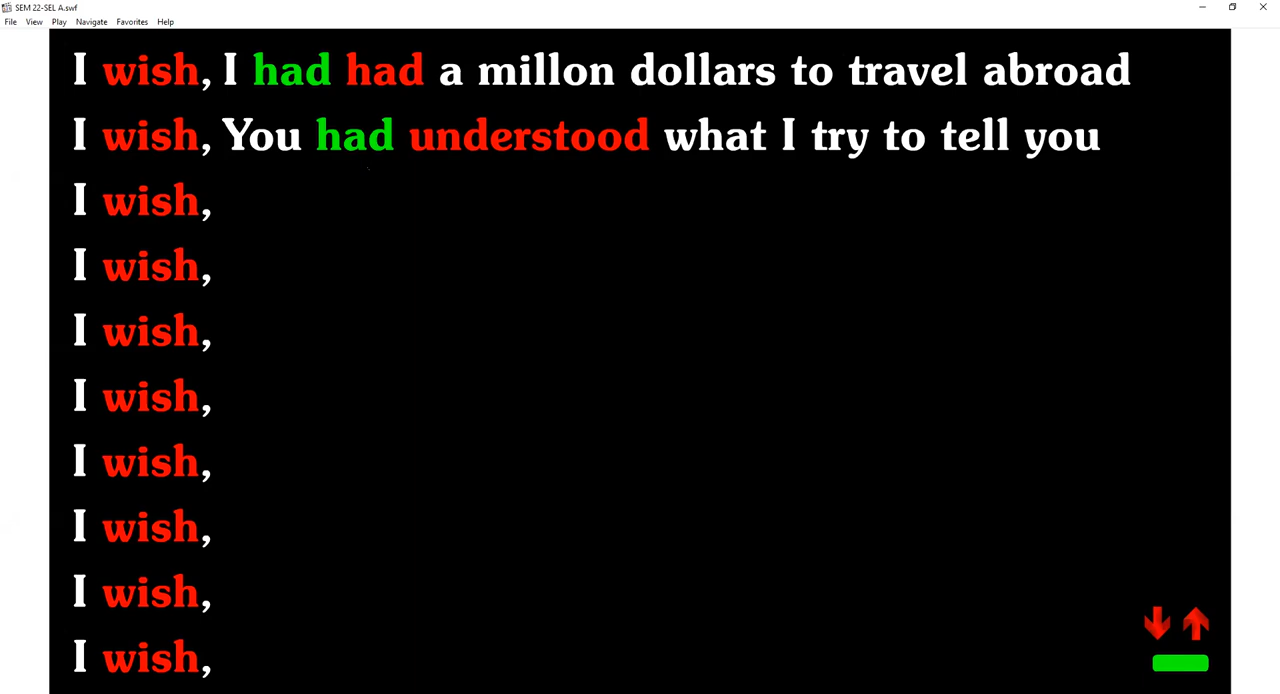 SEM 22-SEL A.swf
File View Play Navigate Favorites Help
I wish, I had had a millon dollars to travel abroad
I wish, You had understood what I try to tell you
I wish,
I wish,
I wish,
I wish,
I wish,
I wish,
I wish,
I wish,